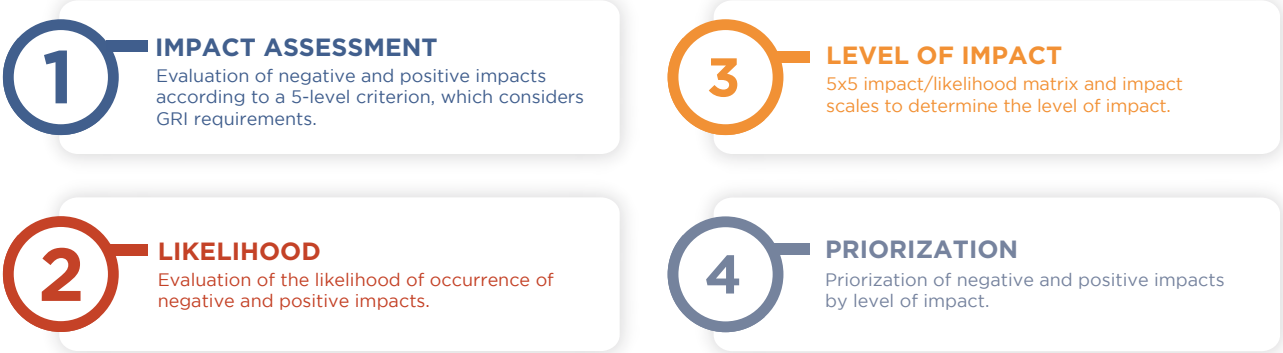 1
IMPACT ASSESSMENT
Evaluation of negative and positive impacts
according to a 5-level criterion, which considers
GRI requirements.
2
LIKELIHOOD
Evaluation of the likelihood of occurrence of
negative and positive impacts.
3
LEVEL OF IMPACT
5x5 impact/likelihood matrix and impact
scales to determine the level of impact.
4
PRIORIZATION
Priorization of negative and positive impacts
by level of impact.